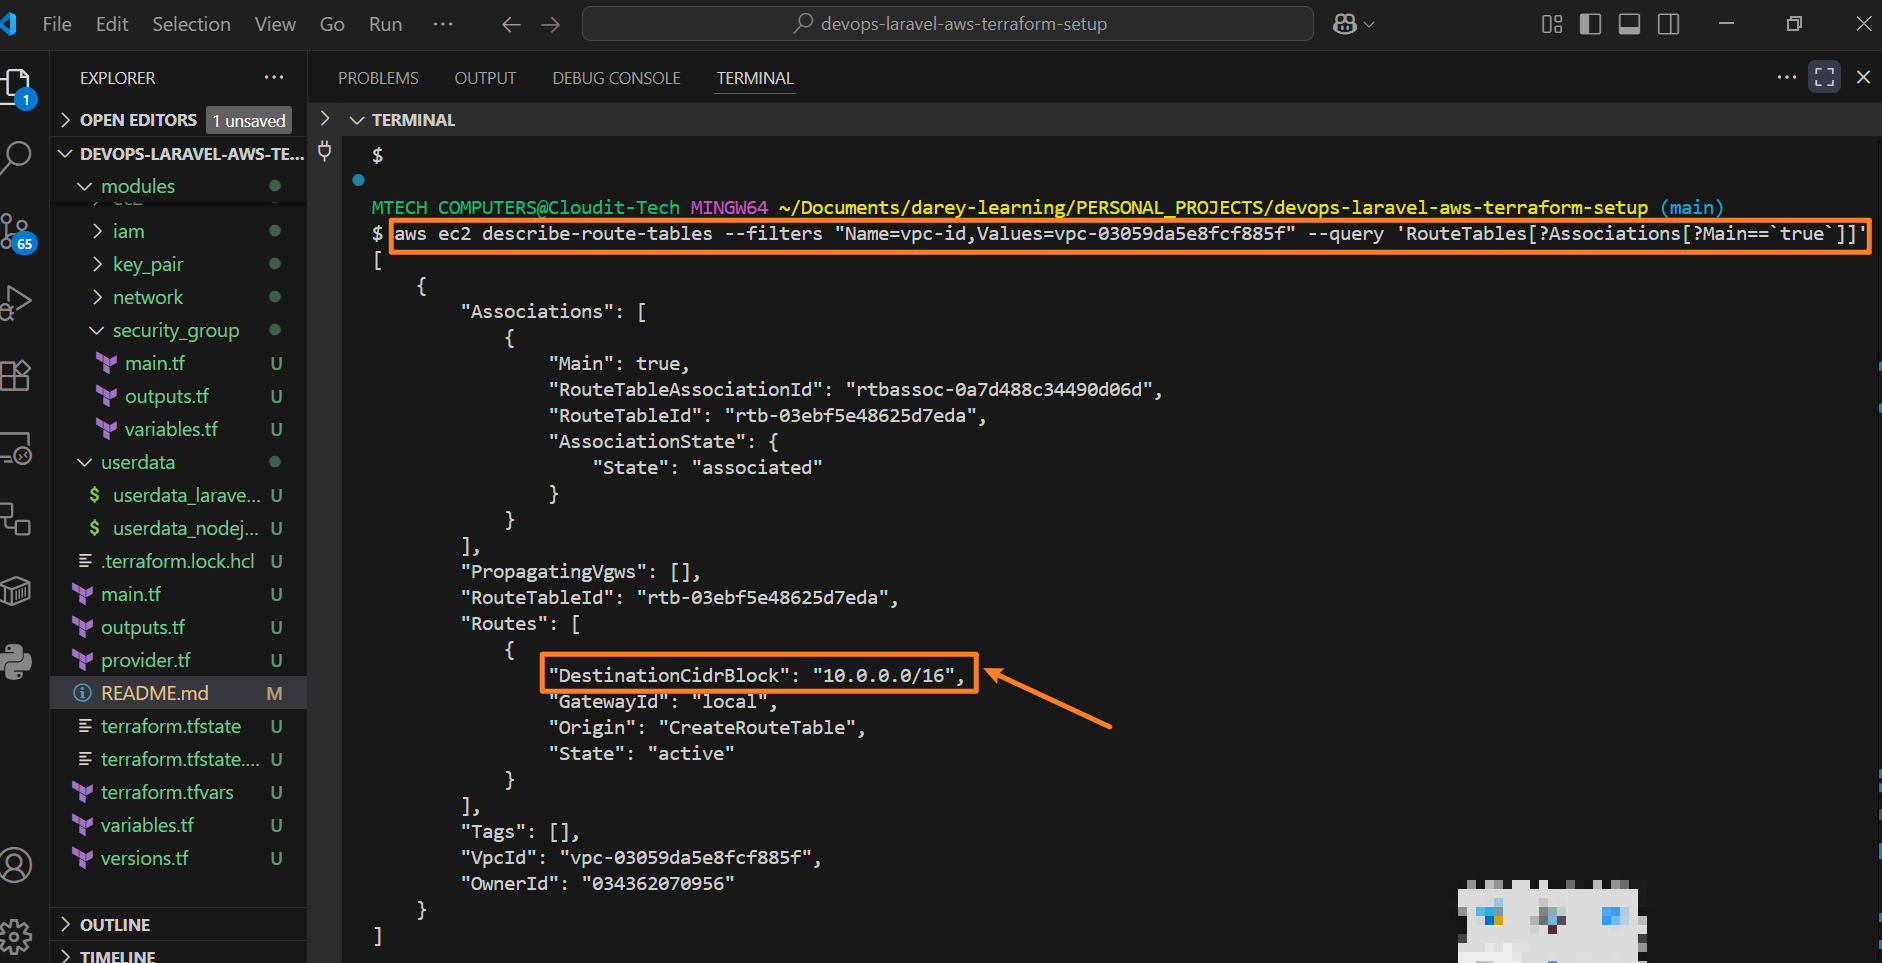 File Edit Selection View Go Run ···
devops-laravel-aws-terraform-setup
EXPLORER ···
PROBLEMS OUTPUT DEBUG CONSOLE TERMINAL ···
OPEN EDITORS 1 unsaved
TERMINAL
DEVOPS-LARAVEL-AWS-TE...
modules
iam
key_pair
network
security_group
main.tf U
outputs.tf U
variables.tf U
userdata
$ userdata_larave... U
$ userdata_nodej... U
.terraform.lock.hcl U
main.tf U
outputs.tf U
provider.tf U
README.md M
terraform.tfstate U
terraform.tfstate.... U
terraform.tfvars U
variables.tf U
versions.tf U
OUTLINE
TIMELINE
1
65
$
MTECH COMPUTERS@Cloudit-Tech MINGW64 ~/Documents/darey-learning/PERSONAL_PROJECTS/devops-laravel-aws-terraform-setup (main)
$ aws ec2 describe-route-tables --filters "Name=vpc-id,Values=vpc-03059da5e8fcf885f" --query 'RouteTables[?Associations[?Main==`true`]]'
[
{
"Associations": [
{
"Main": true,
"RouteTableAssociationId": "rtbassoc-0a7d488c34490d06d",
"RouteTableId": "rtb-03ebf5e48625d7eda",
"AssociationState": {
"State": "associated"
}
}
],
"PropagatingVgws": [],
"RouteTableId": "rtb-03ebf5e48625d7eda",
"Routes": [
{
"DestinationCidrBlock": "10.0.0.0/16",
"GatewayId": "local",
"Origin": "CreateRouteTable",
"State": "active"
}
],
"Tags": [],
"VpcId": "vpc-03059da5e8fcf885f",
"OwnerId": "034362070956"
}
]